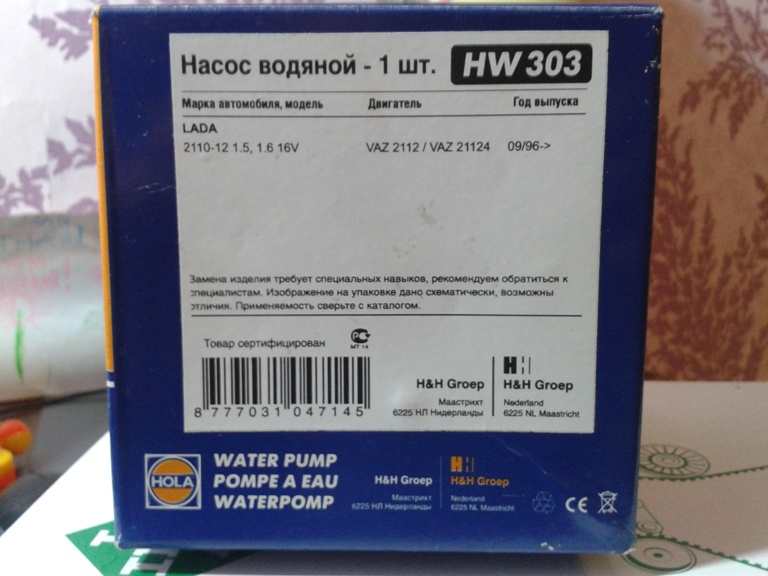 Насос водяной - 1 шт. HW 303
Марка автомобиля, модель Двигатель Год выпуска
LADA
2110-12 1.5, 1.6 16V VAZ 2112 / VAZ 21124 09/96->
Замена изделия требует специальных навыков, рекомендуем обратиться к
специалистам. Изображение на упаковке дано схематически, возможны
отличия. Применяемость сверьте с каталогом.
Товар сертифицирован РС
МТ 14
8 777031 047145
H&H Groep
Маастрихт
6225 НЛ Нидерланды
HH
H&H Groep
Nederland
6225 NL Maastricht
HOLA
WATER PUMP
POMPE A EAU
WATERPOMP
H&H Groep
Маастрихт
6225 НЛ Нидерланды
HH
H&H Groep
Nederland
6225 NL Maastricht
CE